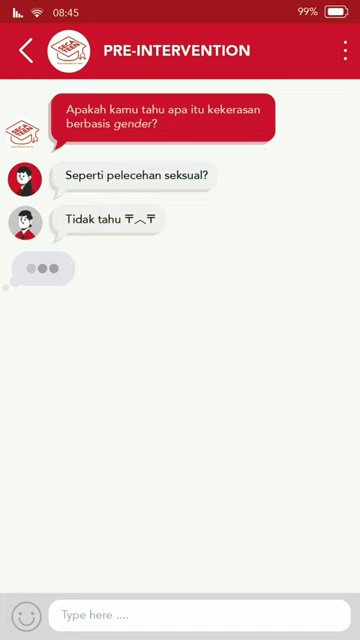 08:45
99%
PRE-INTERVENTION
Apakah kamu tahu apa itu kekerasan
berbasis gender?
Seperti pelecehan seksual?
Tidak tahu 〒︿〒
Type here ....